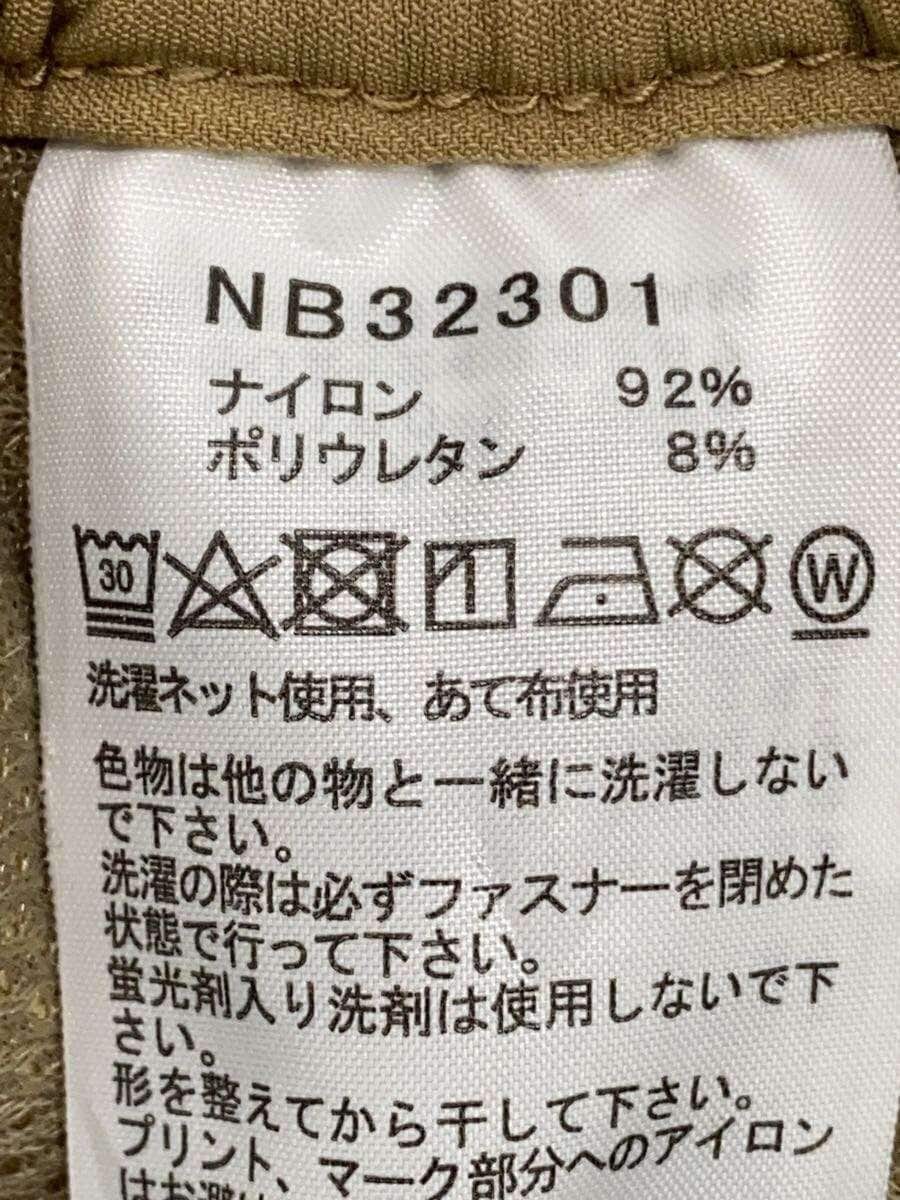 NB32301
ナイロン 92%
ポリウレタン 8%
30
W
洗濯ネット使用、あて布使用
色物は他の物と一緒に洗濯しない
で下さい。
洗濯の際は必ずファスナーを閉めた
状態で行って下さい。
蛍光剤入り洗剤は使用しないで下
さい。
形を整えてから干して下さい。
プリント、マーク部分へのアイロン
はお避け